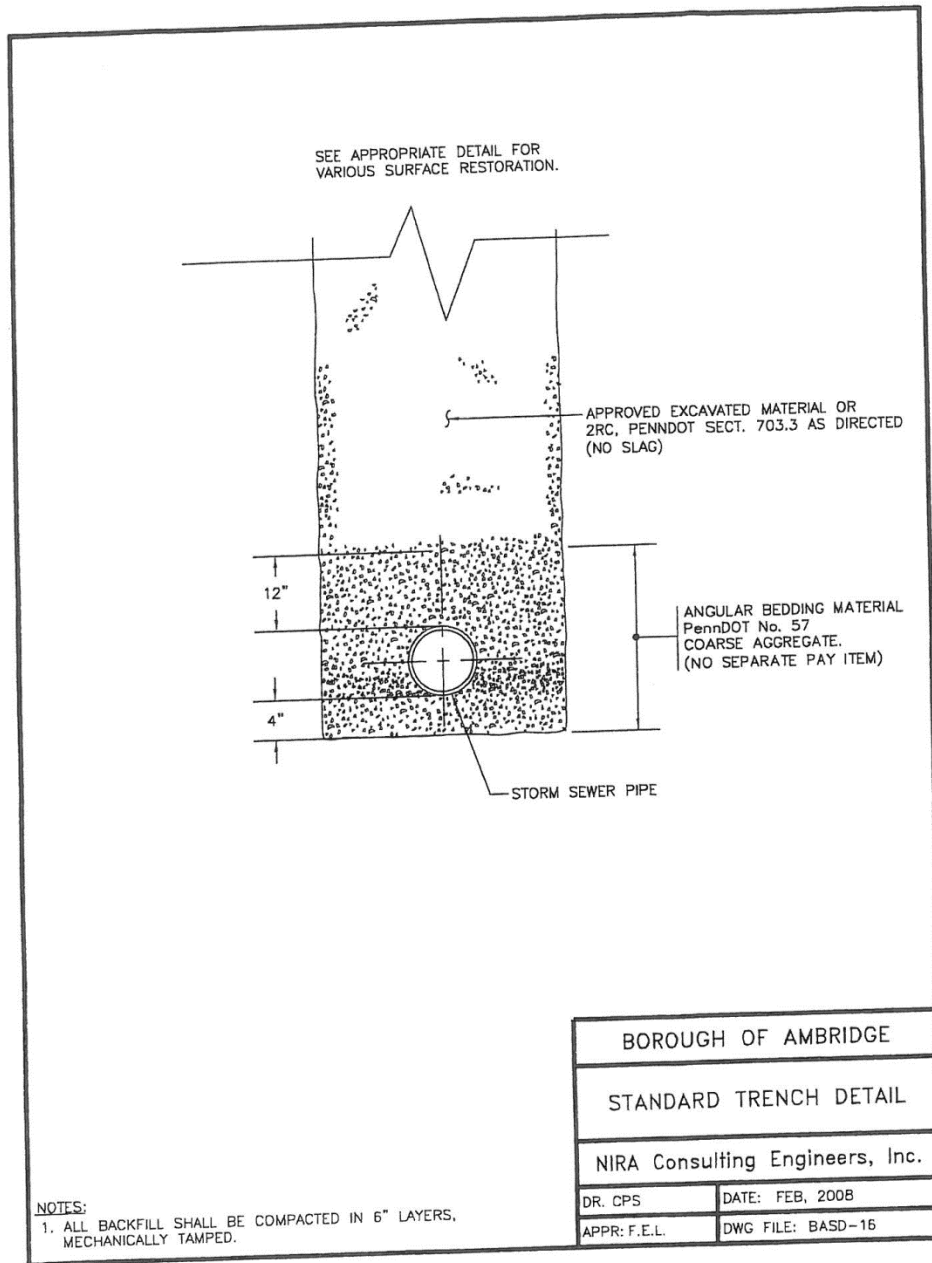 SEE APPROPRIATE DETAIL FOR
VARIOUS SURFACE RESTORATION.
APPROVED EXCAVATED MATERIAL OR
2RC, PENNDOT SECT. 703.3 AS DIRECTED
(NO SLAG)
12"
ANGULAR BEDDING MATERIAL
PennDOT No. 57
COARSE AGGREGATE.
(NO SEPARATE PAY ITEM)
4"
STORM SEWER PIPE
BOROUGH OF AMBRIDGE
STANDARD TRENCH DETAIL
NIRA Consulting Engineers, Inc.
DR. CPS
DATE: FEB, 2008
APPR: F.E.L.
DWG FILE: BASD-16
NOTES:
1. ALL BACKFILL SHALL BE COMPACTED IN 6" LAYERS,
MECHANICALLY TAMPED.